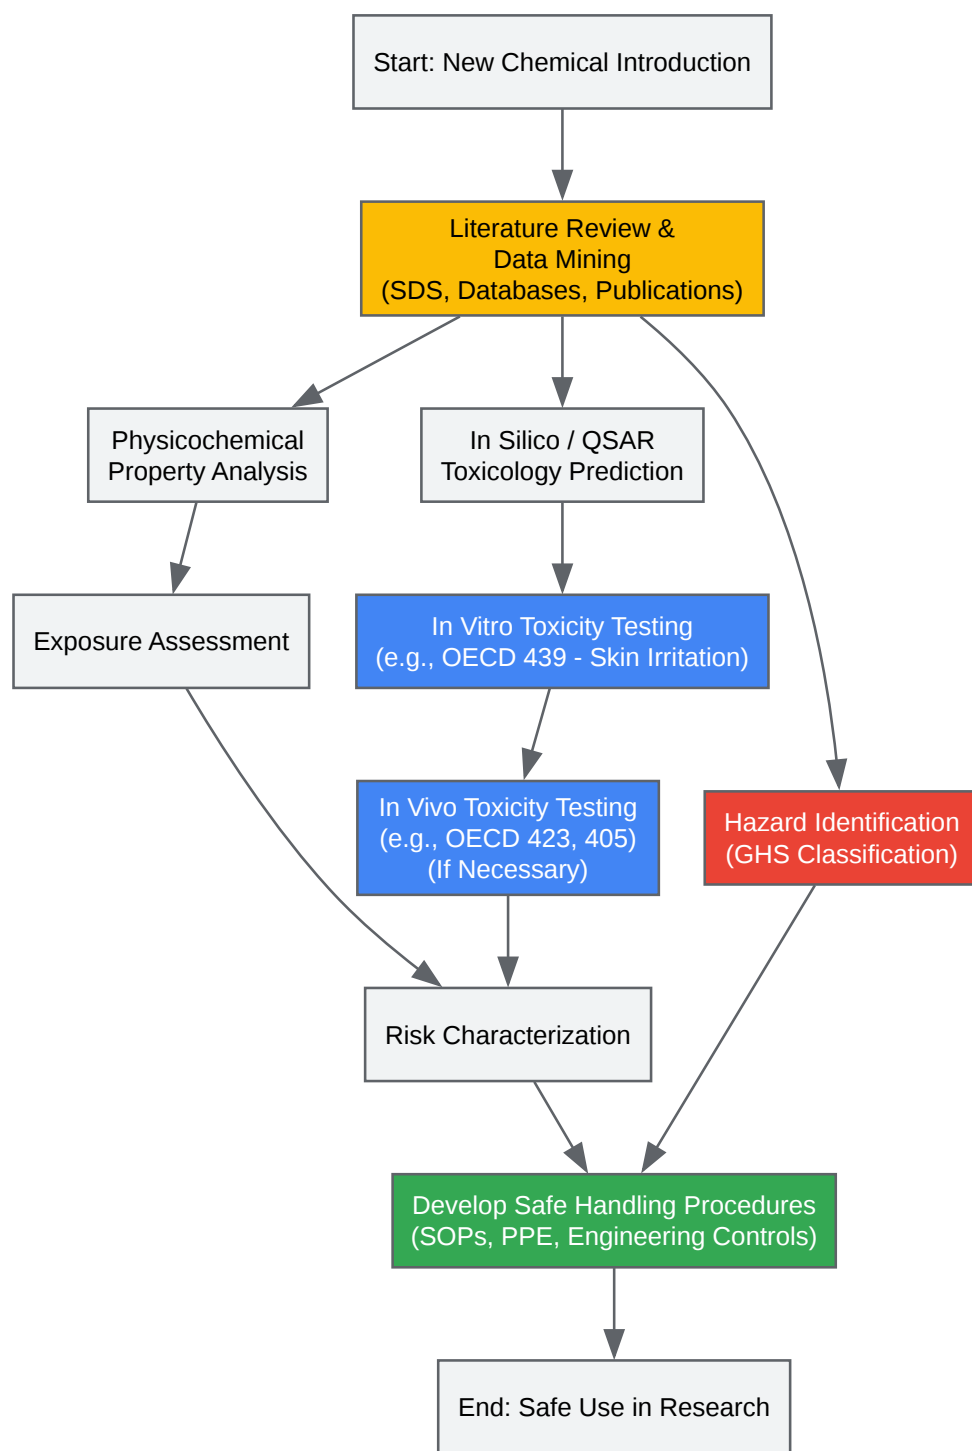 Start: New Chemical Introduction
Literature Review &
Data Mining
(SDS, Databases, Publications)
Physicochemical
Property Analysis
In Silico / QSAR
Toxicology Prediction
Exposure Assessment
In Vitro Toxicity Testing
(e.g., OECD 439 - Skin Irritation)
In Vivo Toxicity Testing
(e.g., OECD 423, 405)
(If Necessary)
Hazard Identification
(GHS Classification)
Risk Characterization
Develop Safe Handling Procedures
(SOPs, PPE, Engineering Controls)
End: Safe Use in Research